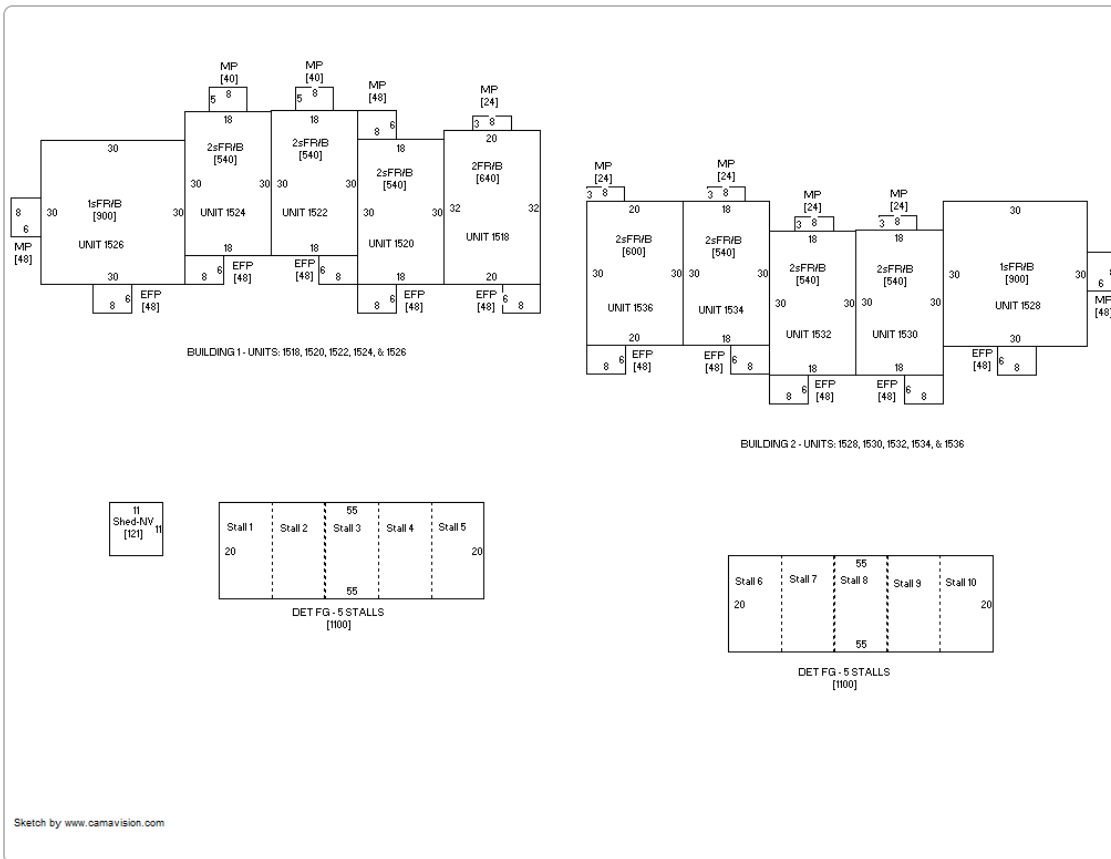 MP
[40]
5
8
MP
[40]
5
8
MP
[48]
8
6
MP
[24]
3
8
30
1sFR/B
[900]
30
30
UNIT 1526
30
8
6
MP
[48]
8
6
EFP
[48]
18
2sFR/B
[540]
30
30
UNIT 1524
18
8
6
EFP
[48]
18
2sFR/B
[540]
30
30
UNIT 1522
18
EFP
[48]
6
8
18
2sFR/B
[540]
30
30
UNIT 1520
18
8
6
EFP
[48]
20
2FR/B
[640]
32
32
UNIT 1518
20
EFP
[48]
6
8
BUILDING 1 - UNITS: 1518, 1520, 1522, 1524, & 1526
MP
[24]
3
8
MP
[24]
3
8
MP
[24]
3
8
MP
[24]
3
8
20
2sFR/B
[600]
30
30
UNIT 1536
20
8
6
EFP
[48]
18
2sFR/B
[540]
30
UNIT 1534
18
EFP
[48]
6
8
18
2sFR/B
[540]
30
30
UNIT 1532
18
8
6
EFP
[48]
18
2sFR/B
[540]
30
30
UNIT 1530
18
EFP
[48]
6
8
30
1sFR/B
[900]
30
30
UNIT 1528
30
EFP
[48]
6
8
8
6
MP
[48]
BUILDING 2 - UNITS: 1528, 1530, 1532, 1534, & 1536
11
Shed-NV
11
[121]
55
Stall 1
Stall 2
Stall 3
Stall 4
Stall 5
20
20
55
DET FG - 5 STALLS
[1100]
55
Stall 6
Stall 7
Stall 8
Stall 9
Stall 10
20
20
55
DET FG - 5 STALLS
[1100]
Sketch by www.camavision.com